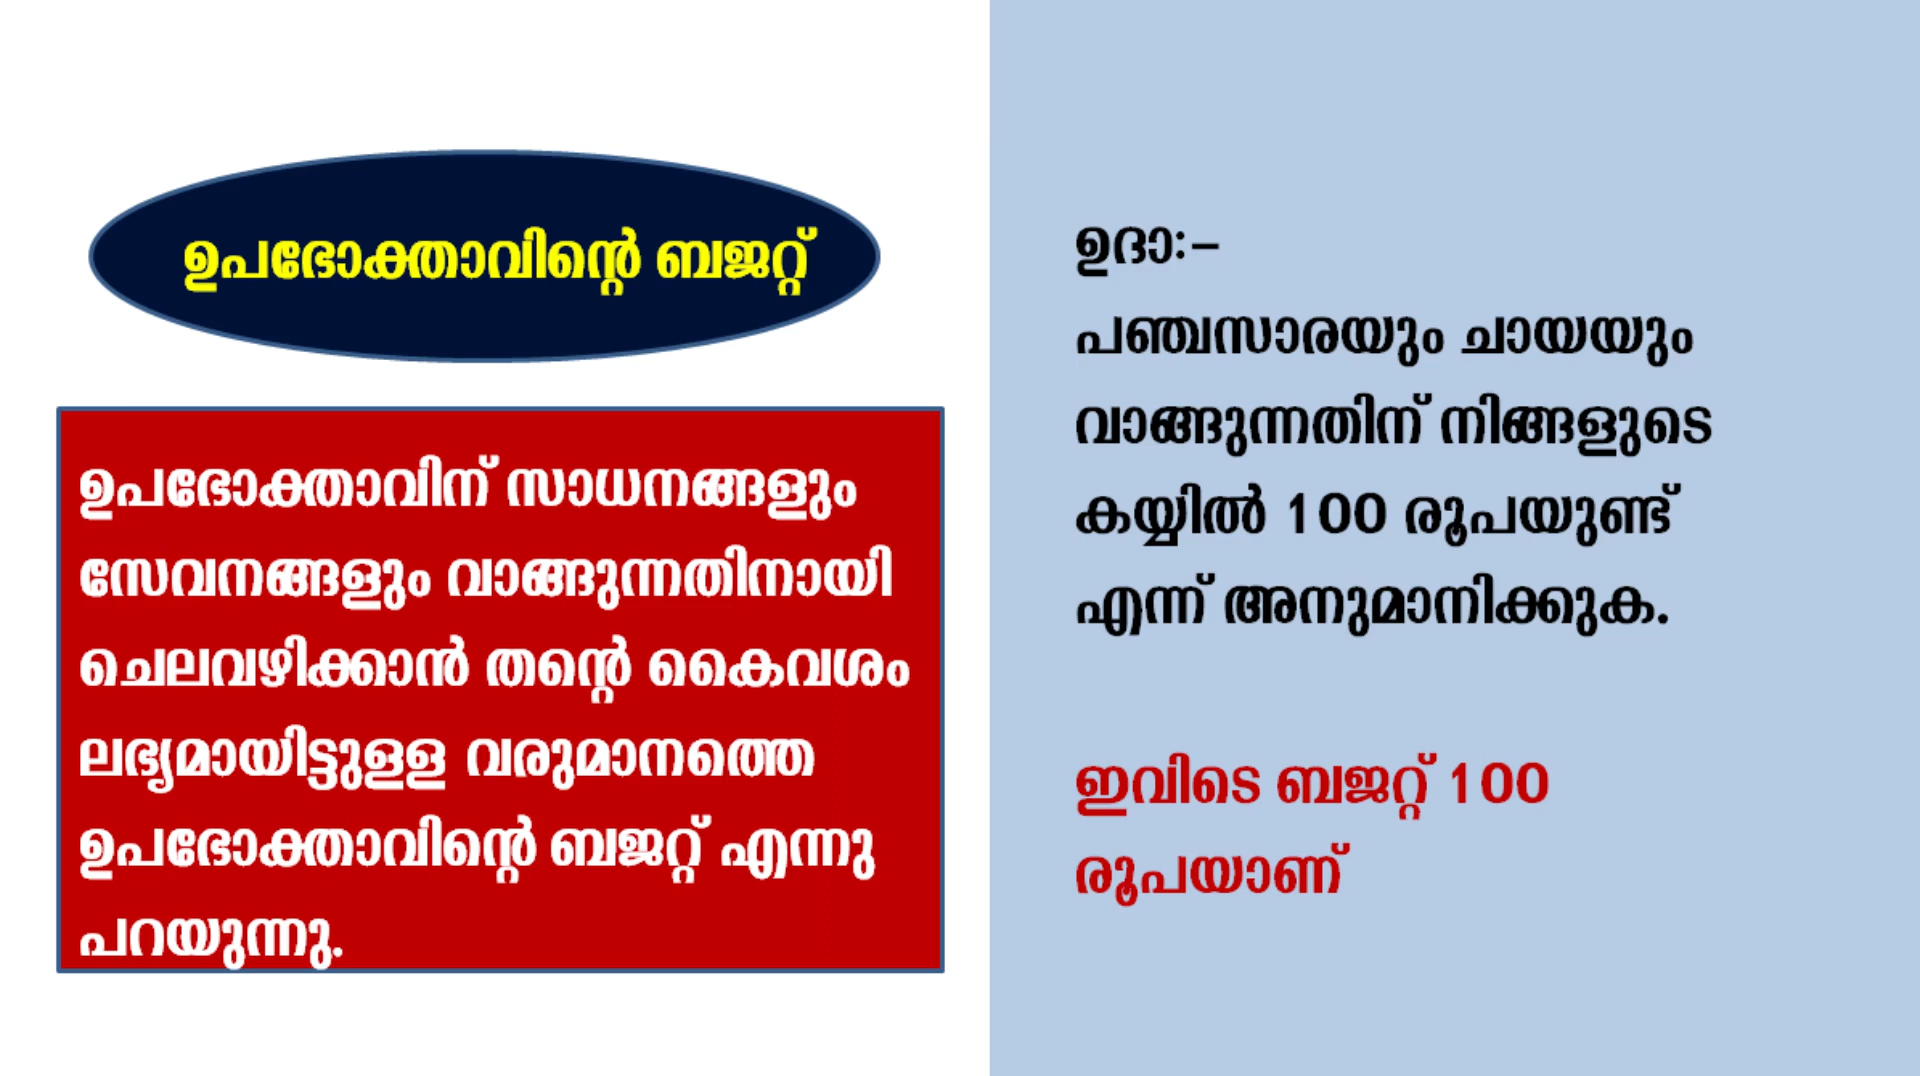 ഉപഭോക്താവിന്റെ ബജറ്റ്
ഉപഭോക്താവിന് സാധനങ്ങളും
സേവനങ്ങളും വാങ്ങുന്നതിനായി
ചെലവഴിക്കാൻ തന്റെ കൈവശം
ലഭ്യമായിട്ടുളള വരുമാനത്തെ
ഉപഭോക്താവിന്റെ ബജറ്റ് എന്നു
പറയുന്നു.
ഉദാ:-
പഞ്ചസാരയും ചായയും
വാങ്ങുന്നതിന് നിങ്ങളുടെ
കയ്യിൽ 100 രൂപയുണ്ട്
എന്ന് അനുമാനിക്കുക.
ഇവിടെ ബജറ്റ് 100
രൂപയാണ്